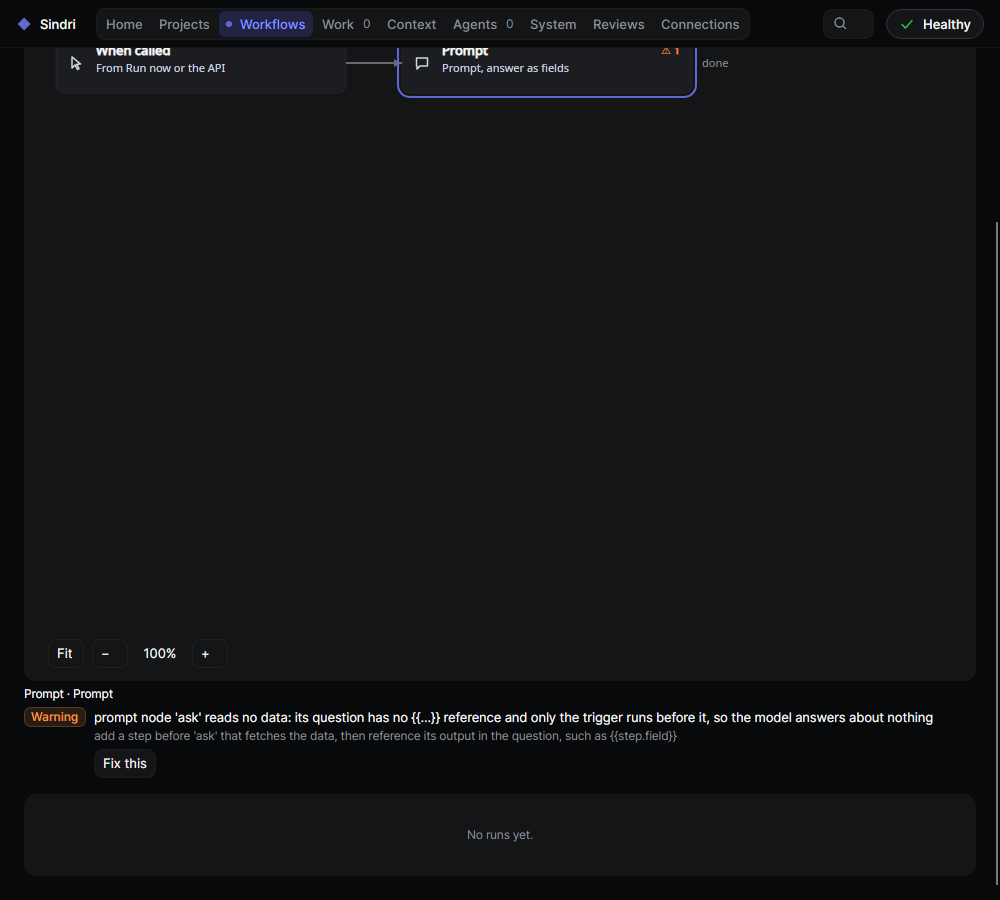 Sindri
Home Projects Workflows Work 0 Context Agents 0 System Reviews Connections
Healthy
When called
From Run now or the API
Prompt
⚠ 1
Prompt, answer as fields
done
Fit − 100% +
Prompt · Prompt
Warning prompt node 'ask' reads no data: its question has no {{...}} reference and only the trigger runs before it, so the model answers about nothing
add a step before 'ask' that fetches the data, then reference its output in the question, such as {{step.field}}
Fix this
No runs yet.